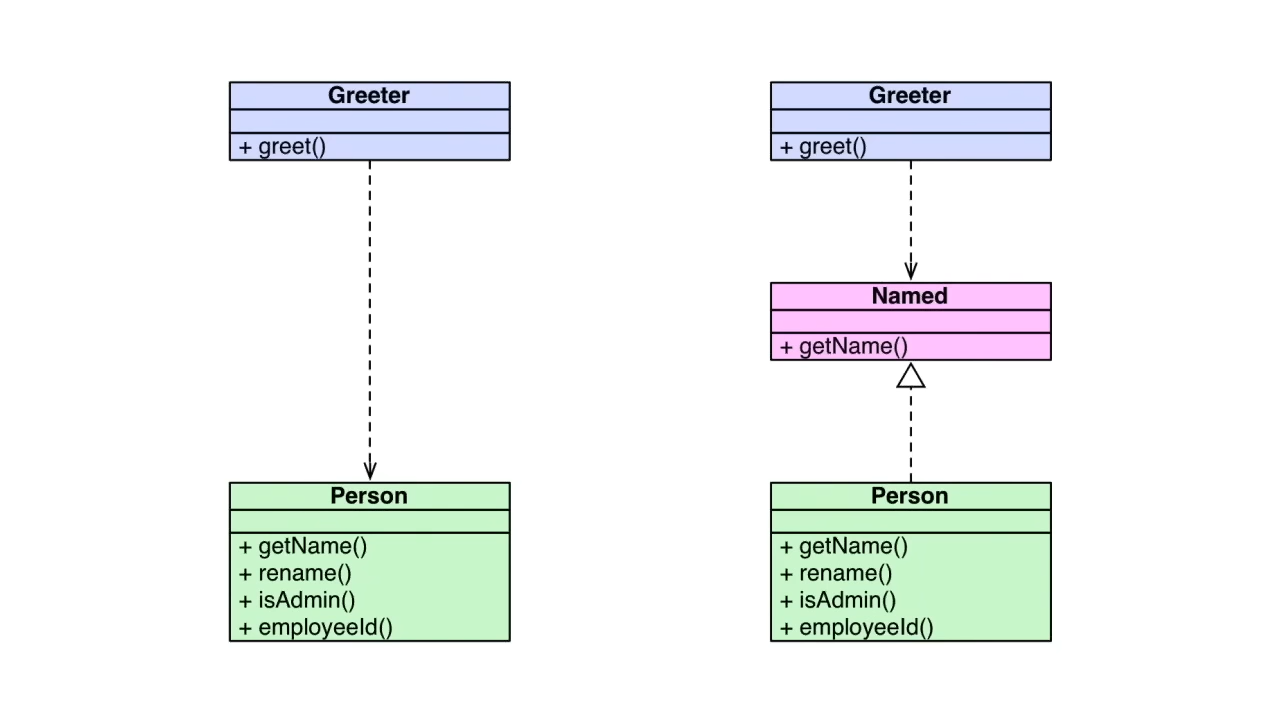 Greeter
+ greet()
Person
+ getName()
+ rename()
+ isAdmin()
+ employeeId()
Greeter
+ greet()
Named
+ getName()
Person
+ getName()
+ rename()
+ isAdmin()
+ employeeId()